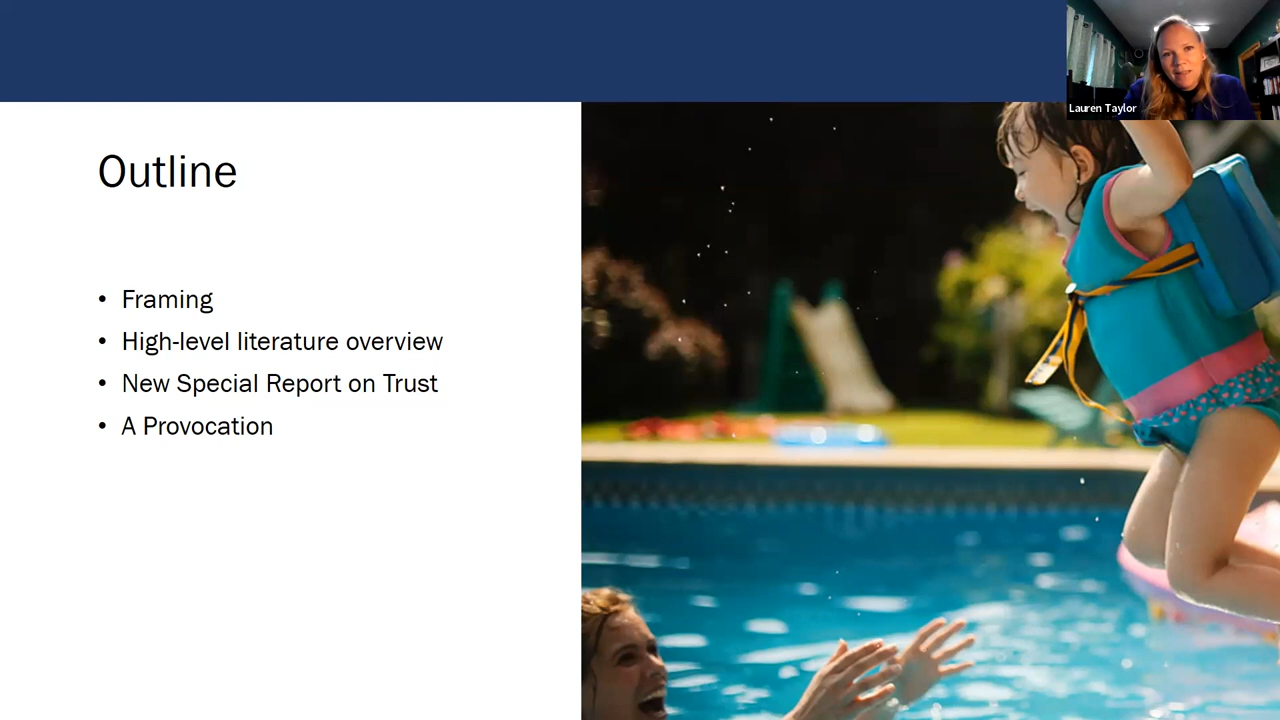 Lauren Taylor
Outline
• Framing
• High-level literature overview
• New Special Report on Trust
• A Provocation